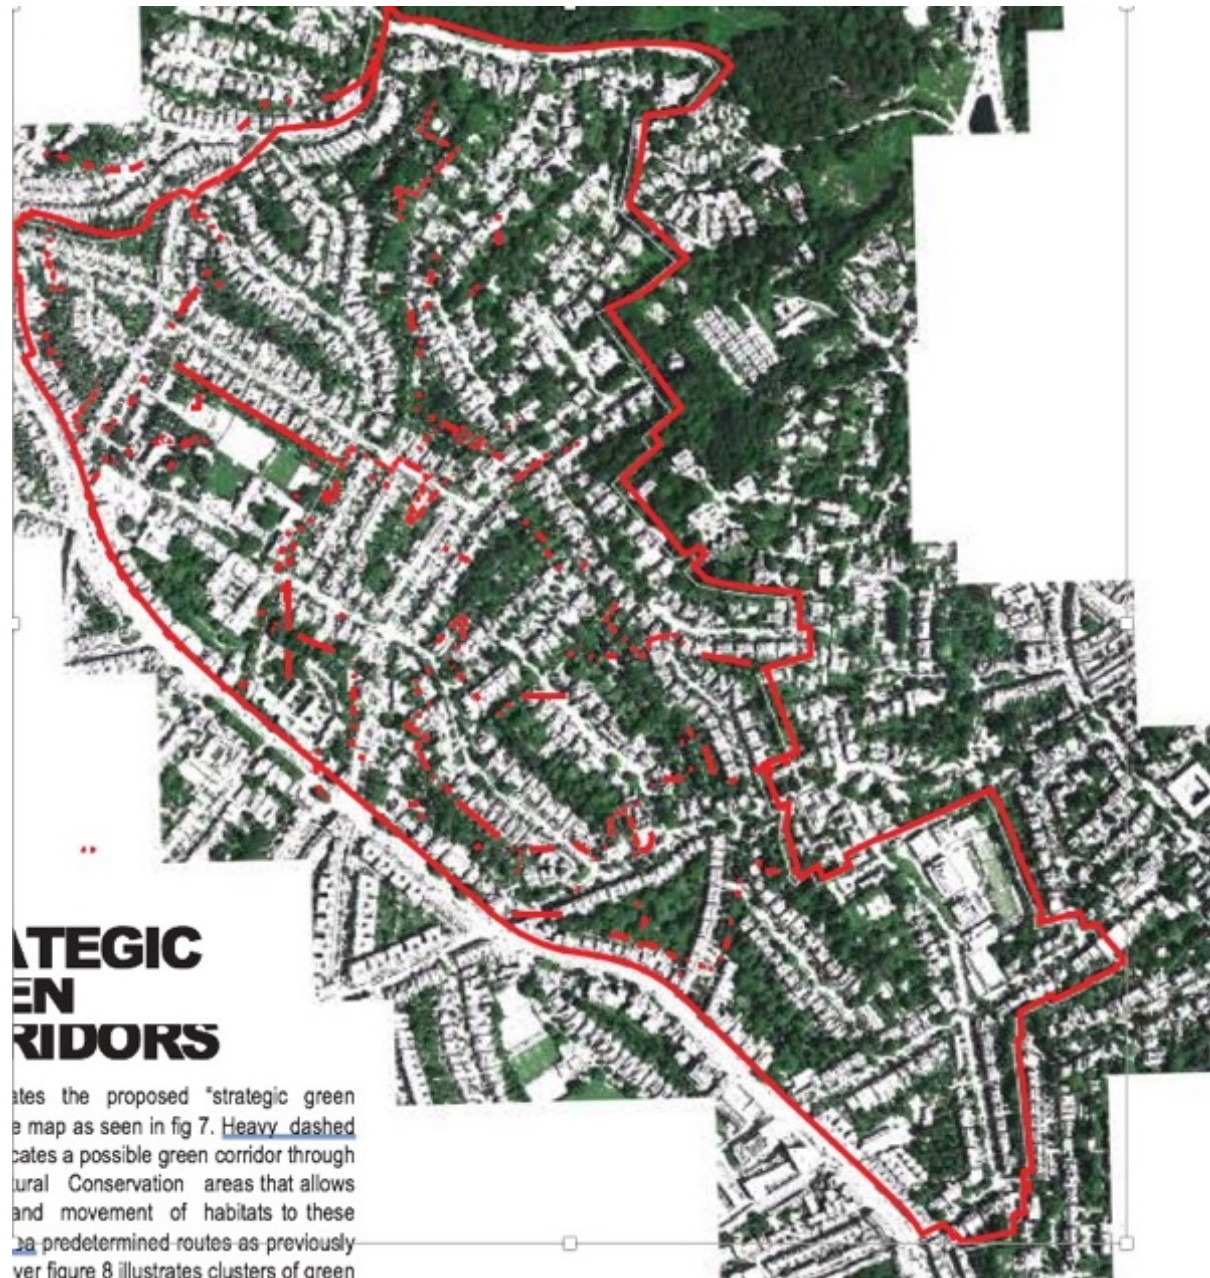 ATEGIC
EN
RIDORS
ates the proposed “strategic green
e map as seen in fig 7. Heavy dashed
cates a possible green corridor through
ural Conservation areas that allows
and movement of habitats to these
ea predetermined routes as previously
ver figure 8 illustrates clusters of green